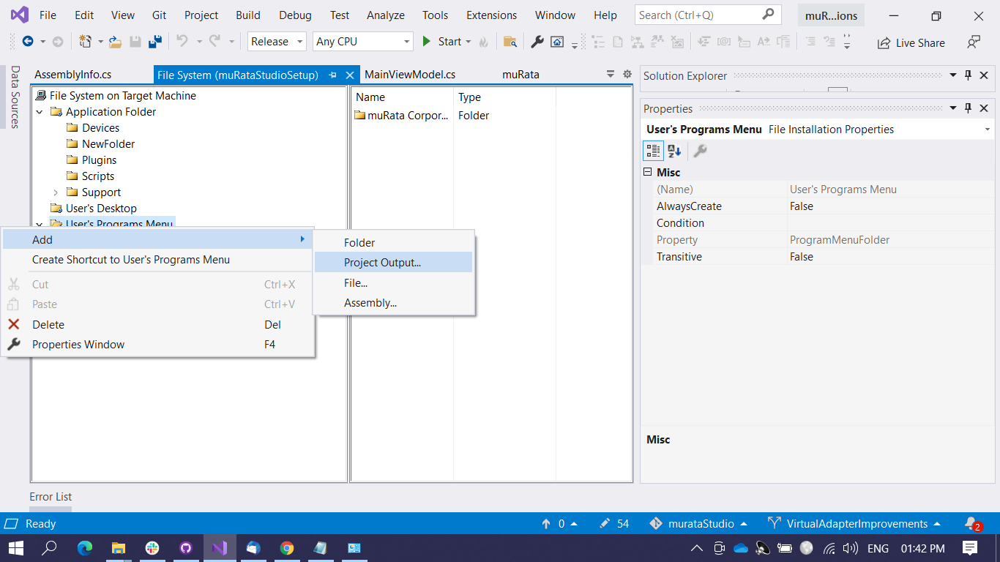 File Edit View Git Project Build Debug Test Analyze Tools Extensions Window Help Search (Ctrl+Q) muR...ions
Release Any CPU Start Live Share
Data Sources
AssemblyInfo.cs File System (muRataStudioSetup) MainViewModel.cs muRata
File System on Target Machine
Application Folder
Devices
NewFolder
Plugins
Scripts
Support
User's Desktop
User's Programs Menu
Name Type
muRata Corpor... Folder
Add
Create Shortcut to User's Programs Menu
Cut Ctrl+X
Paste Ctrl+V
Delete Del
Properties Window F4
Folder
Project Output...
File...
Assembly...
Solution Explorer
Properties
User's Programs Menu File Installation Properties
Misc
(Name) User's Programs Menu
AlwaysCreate False
Condition
Property ProgramMenuFolder
Transitive False
Misc
Error List
Ready 0 54 murataStudio VirtualAdapterImprovements 2
ENG 01:42 PM